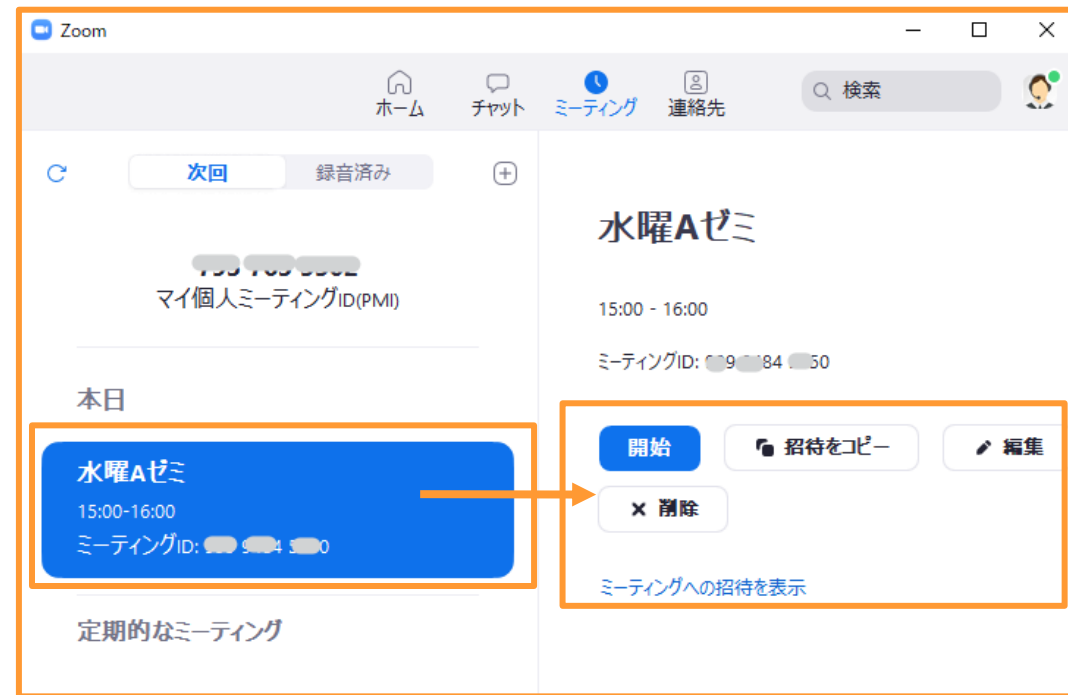 Zoom
ホーム
チャット
ミーティング
連絡先
検索
次回
録音済み
マイ個人ミーティングID(PMI)
本日
水曜Aゼミ
15:00-16:00
ミーティングID:
定期的なミーティング
水曜Aゼミ
15:00 - 16:00
ミーティングID: 9 84 50
開始
招待をコピー
編集
削除
ミーティングへの招待を表示